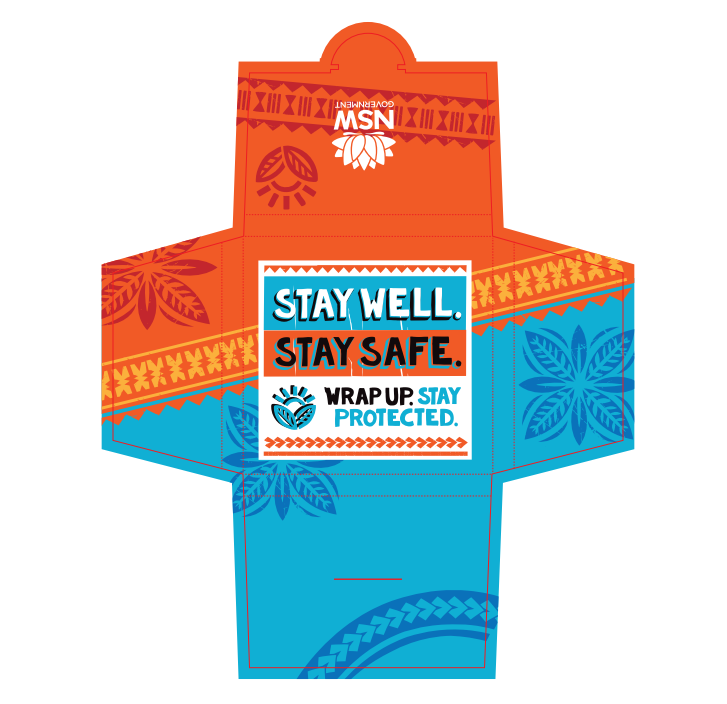 NSW
GOVERNMENT
STAY WELL.
STAY SAFE.
WRAP UP. STAY
PROTECTED.